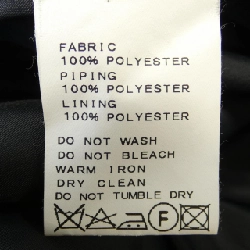 FABRIC
100% POLYESTER
PIPING
100% POLYESTER
LINING
100% POLYESTER
DO NOT WASH
DO NOT BLEACH
WARM IRON
DRY CLEAN
DO NOT TUMBLE DRY
F